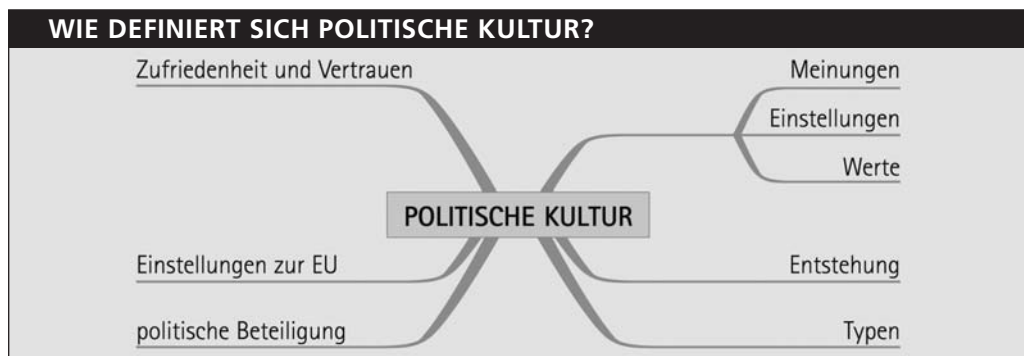 WIE DEFINIERT SICH POLITISCHE KULTUR?
Zufriedenheit und Vertrauen
Meinungen
Einstellungen
Werte
POLITISCHE KULTUR
Einstellungen zur EU
Entstehung
politische Beteiligung
Typen